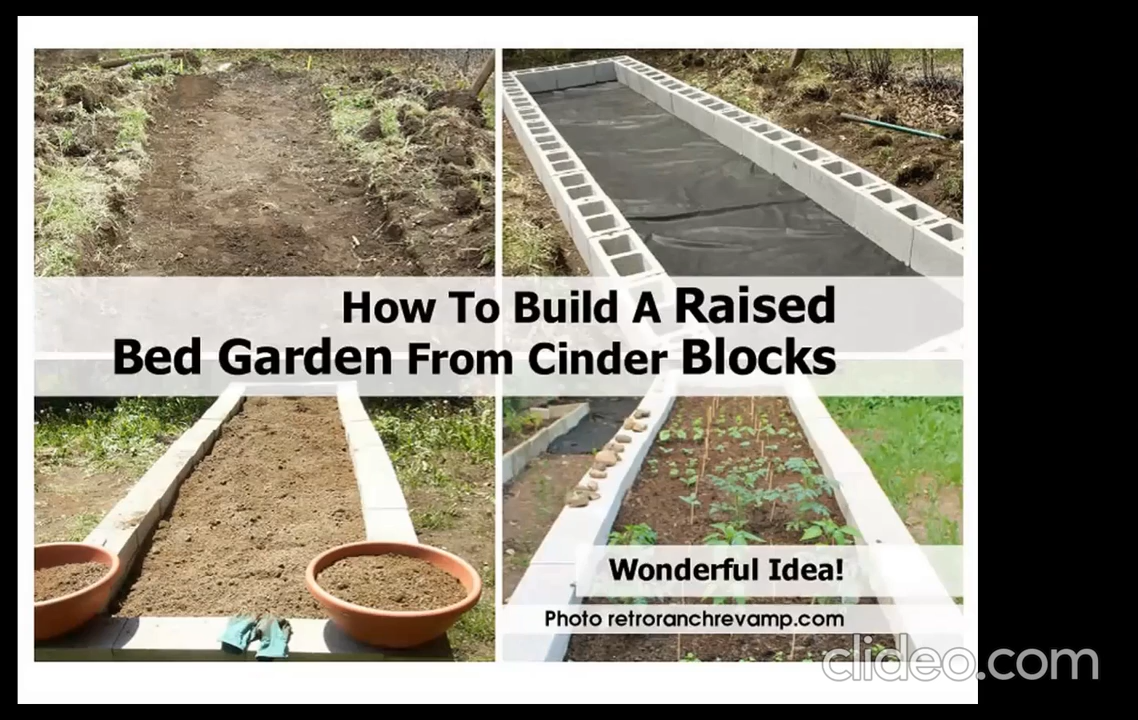 How To Build A Raised
Bed Garden From Cinder Blocks
Wonderful Idea!
Photo retroranchrevamp.com
clideo.com